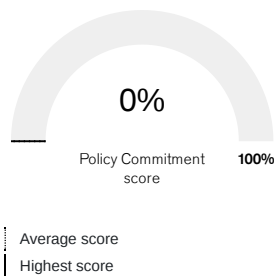 0%
Policy Commitment 100%
score
Average score
Highest score